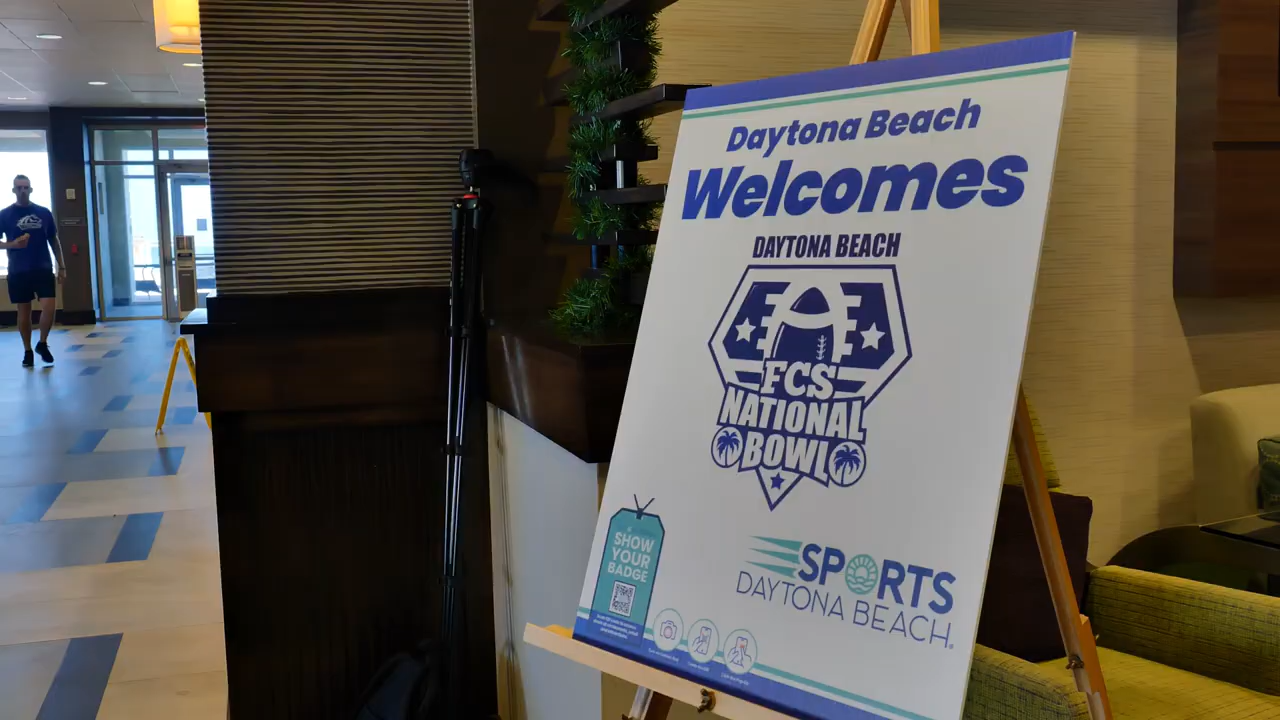 Daytona Beach
Welcomes
DAYTONA BEACH
FCS
NATIONAL
BOWL
SHOW
YOUR
BADGE
SPORTS
DAYTONA BEACH.